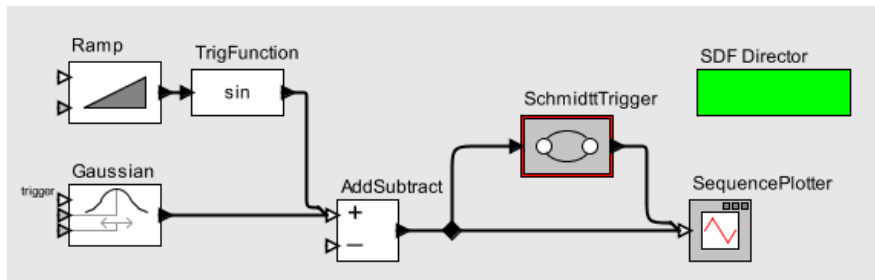 Ramp
TrigFunction
sin
SDF Director
SchmidttTrigger
Gaussian
trigger
AddSubtract
+
−
SequencePlotter